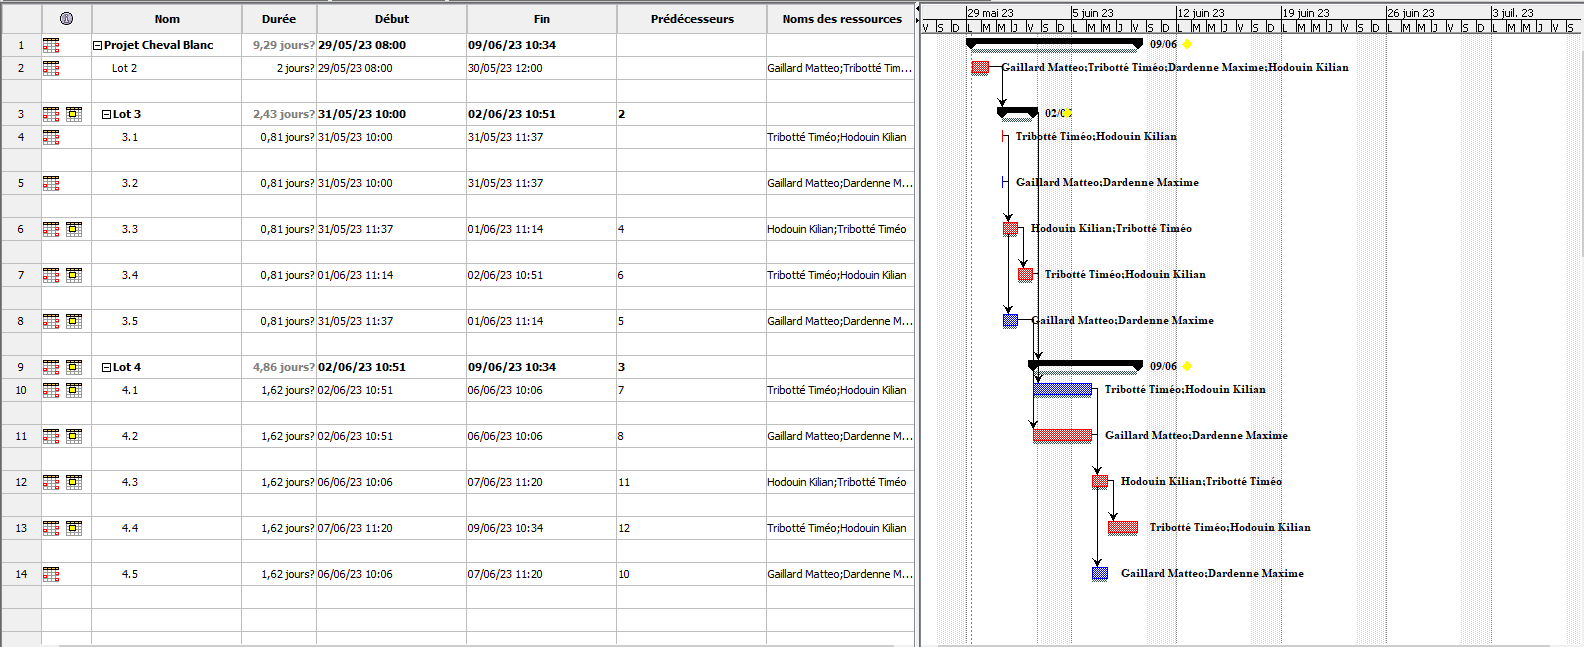 Nom Durée Début Fin Prédécesseurs Noms des ressources
29 mai 23 5 juin 23 12 juin 23 19 juin 23 26 juin 23 3 juil. 23
V S D L M M J V S D L M M J V S D L M M J V S D L M M J V S D L M M J V S D L M M J V S
1 Projet Cheval Blanc 9,29 jours? 29/05/23 08:00 09/06/23 10:34 09/06
2 Lot 2 2 jours? 29/05/23 08:00 30/05/23 12:00 Gaillard Matteo;Tribotté Tim... Gaillard Matteo;Tribotté Timéo;Dardenne Maxime;Hodouin Kilian
3 Lot 3 2,43 jours? 31/05/23 10:00 02/06/23 10:51 2 02/06
4 3.1 0,81 jours? 31/05/23 10:00 31/05/23 11:37 Tribotté Timéo;Hodouin Kilian Tribotté Timéo;Hodouin Kilian
5 3.2 0,81 jours? 31/05/23 10:00 31/05/23 11:37 Gaillard Matteo;Dardenne M... Gaillard Matteo;Dardenne Maxime
6 3.3 0,81 jours? 31/05/23 11:37 01/06/23 11:14 4 Hodouin Kilian;Tribotté Timéo Hodouin Kilian;Tribotté Timéo
7 3.4 0,81 jours? 01/06/23 11:14 02/06/23 10:51 6 Tribotté Timéo;Hodouin Kilian Tribotté Timéo;Hodouin Kilian
8 3.5 0,81 jours? 31/05/23 11:37 01/06/23 11:14 5 Gaillard Matteo;Dardenne M... Gaillard Matteo;Dardenne Maxime
9 Lot 4 4,86 jours? 02/06/23 10:51 09/06/23 10:34 3 09/06
10 4.1 1,62 jours? 02/06/23 10:51 06/06/23 10:06 7 Tribotté Timéo;Hodouin Kilian Tribotté Timéo;Hodouin Kilian
11 4.2 1,62 jours? 02/06/23 10:51 06/06/23 10:06 8 Gaillard Matteo;Dardenne M... Gaillard Matteo;Dardenne Maxime
12 4.3 1,62 jours? 06/06/23 10:06 07/06/23 11:20 11 Hodouin Kilian;Tribotté Timéo Hodouin Kilian;Tribotté Timéo
13 4.4 1,62 jours? 07/06/23 11:20 09/06/23 10:34 12 Tribotté Timéo;Hodouin Kilian Tribotté Timéo;Hodouin Kilian
14 4.5 1,62 jours? 06/06/23 10:06 07/06/23 11:20 10 Gaillard Matteo;Dardenne M... Gaillard Matteo;Dardenne Maxime